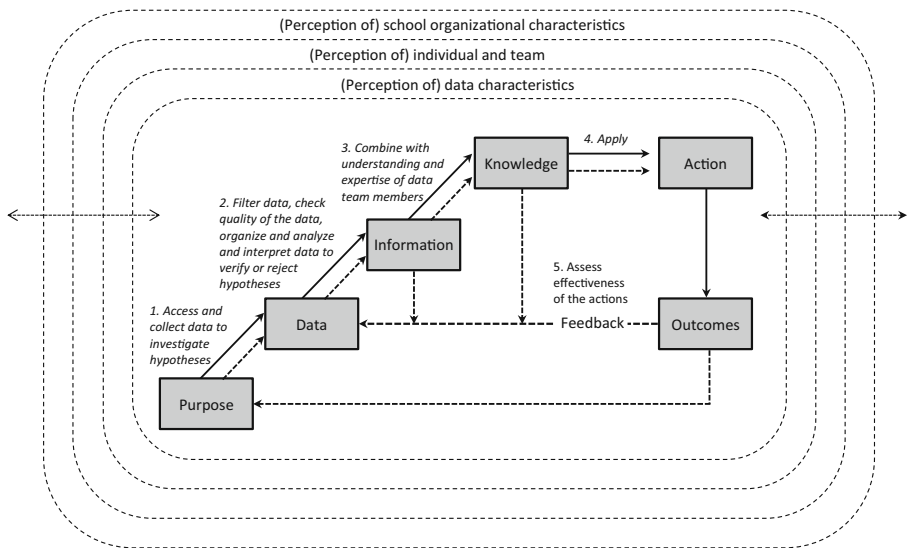 (Perception of) school organizational characteristics
(Perception of) individual and team
(Perception of) data characteristics
3. Combine with
understanding and
expertise of data
team members
Knowledge
4. Apply
Action
2. Filter data, check
quality of the data,
organize and analyze
and interpret data to
verify or reject
hypotheses
Information
1. Access and
collect data to
investigate
hypotheses
Data
5. Assess
effectiveness
of the actions
Feedback
Outcomes
Purpose